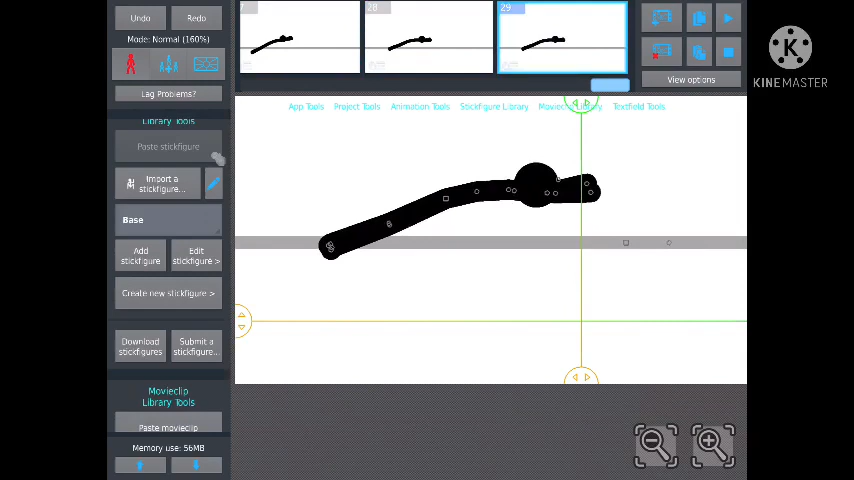 Undo Redo
Mode: Normal (160%)
Lag Problems?
Library Tools
Paste stickfigure
Import a
stickfigure...
Base
Add
stickfigure
Edit
stickfigure >
Create new stickfigure >
Download
stickfigures
Submit a
stickfigure...
Movieclip
Library Tools
Paste movieclip
Memory use: 56MB
7 28 29
View options
App Tools Project Tools Animation Tools Stickfigure Library Textfield Tools
K
KINEMASTER